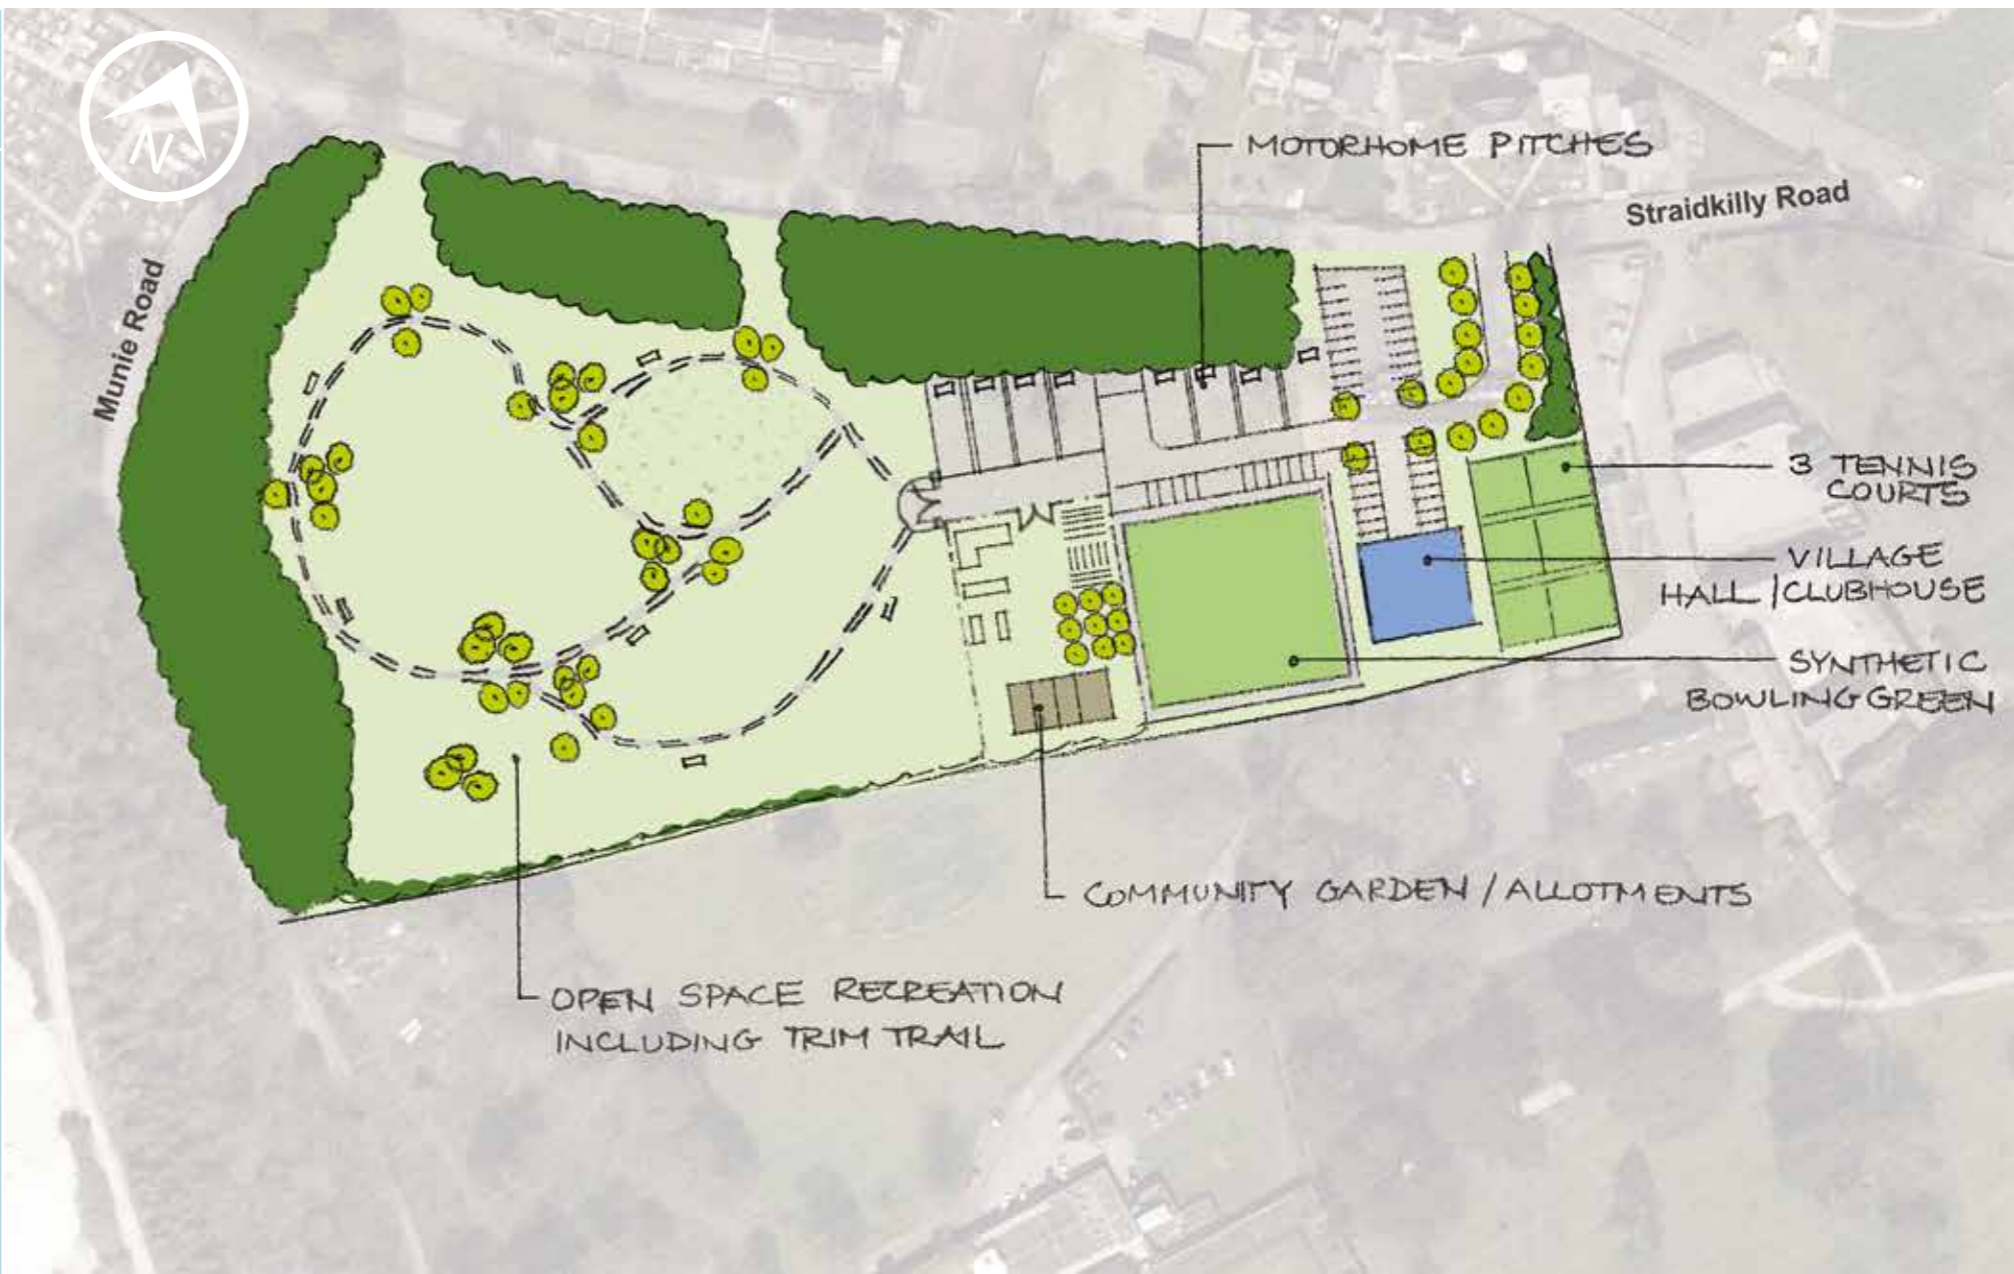 N
MOTORHOME PITCHES
Straidkilly Road
Munie Road
3 TENNIS
COURTS
VILLAGE
HALL / CLUBHOUSE
SYNTHETIC
BOWLING GREEN
COMMUNITY GARDEN / ALLOTMENTS
OPEN SPACE RECREATION
INCLUDING TRIM TRAIL